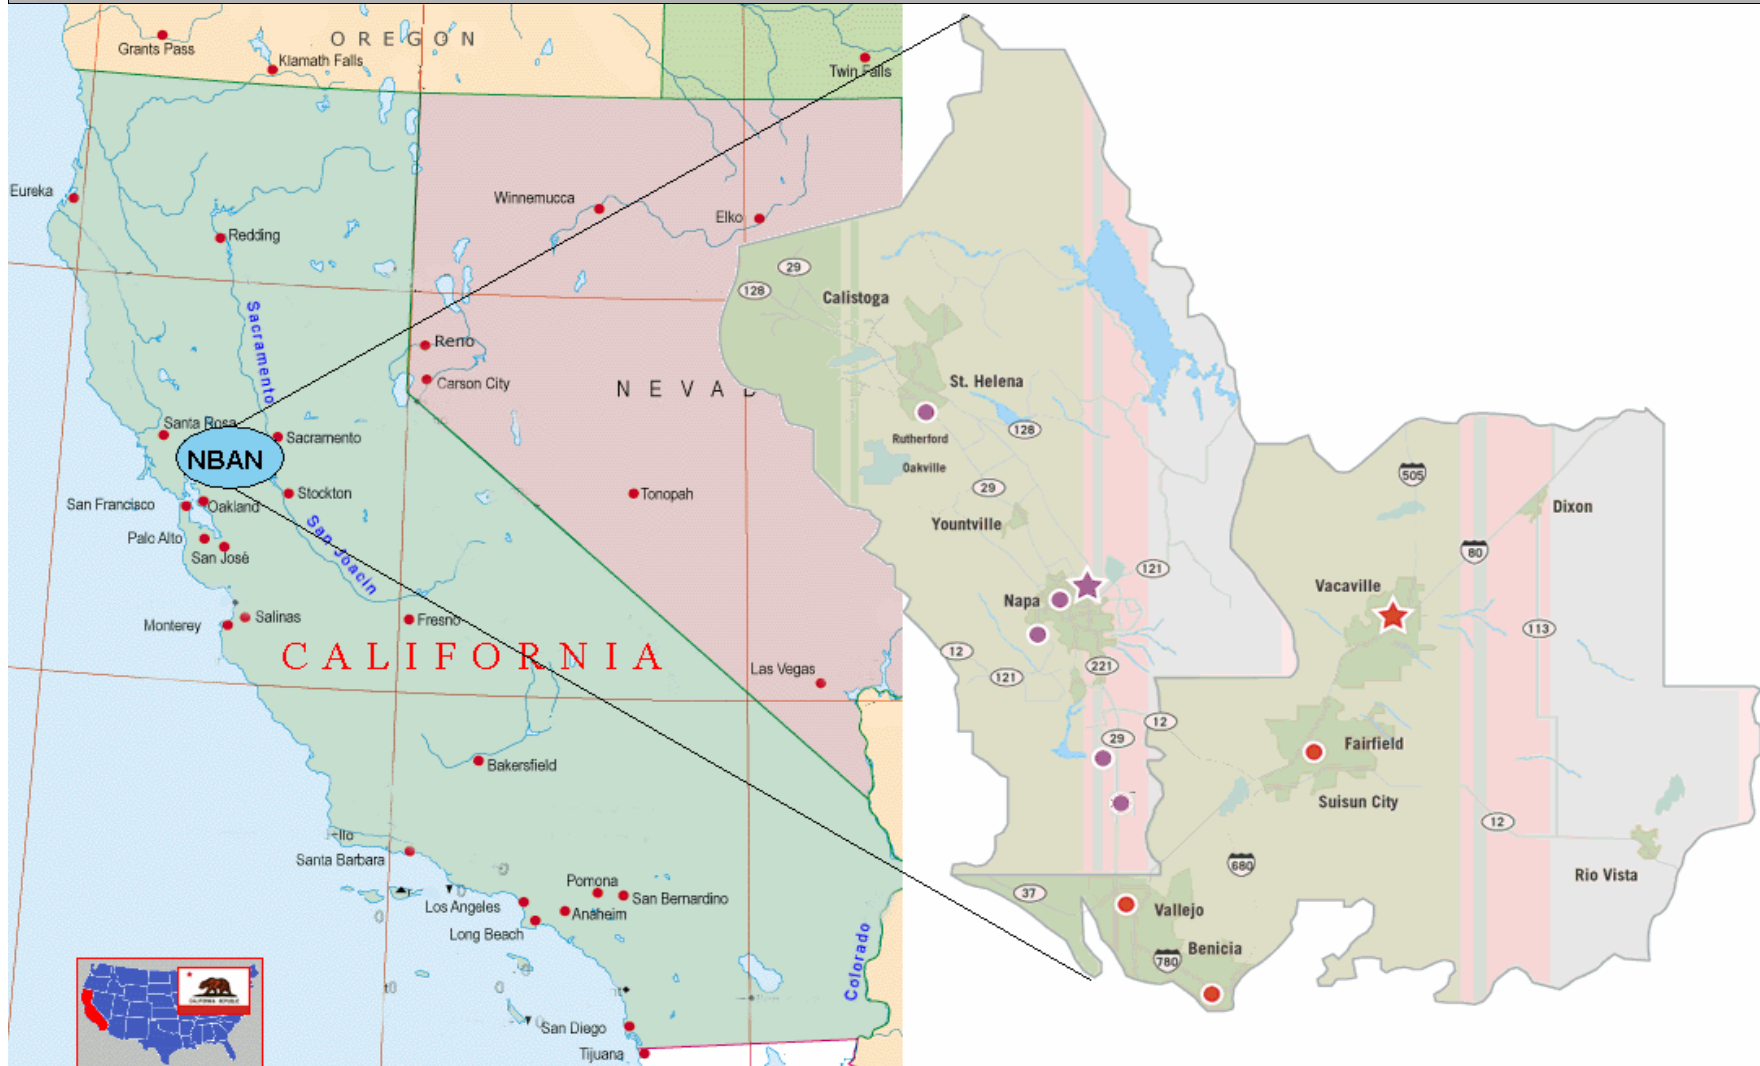 OREGON
Grants Pass
Klamath Falls
Twin Falls
Eureka
Winnemucca
Elko
Redding
Sacramento
Reno
Carson City
NEVAD
Santa Rosa
Sacramento
NBAN
San Francisco
Oakland
Stockton
Tonopah
Palo Alto
San José
San Joacin
Monterey
Salinas
Fresno
CALIFORNIA
Las Vegas
Bakersfield
Santa Barbara
Los Angeles
Pomona
San Bernardino
Anaheim
Long Beach
Colorado
San Diego
Tijuana
CALIFORNIA REPUBLIC
29
128
Calistoga
St. Helena
128
Rutherford
Oakville
29
Yountville
121
Napa
12
121
221
12
29
505
Dixon
80
Vacaville
113
Fairfield
Suisun City
12
680
Rio Vista
37
Vallejo
Benicia
780